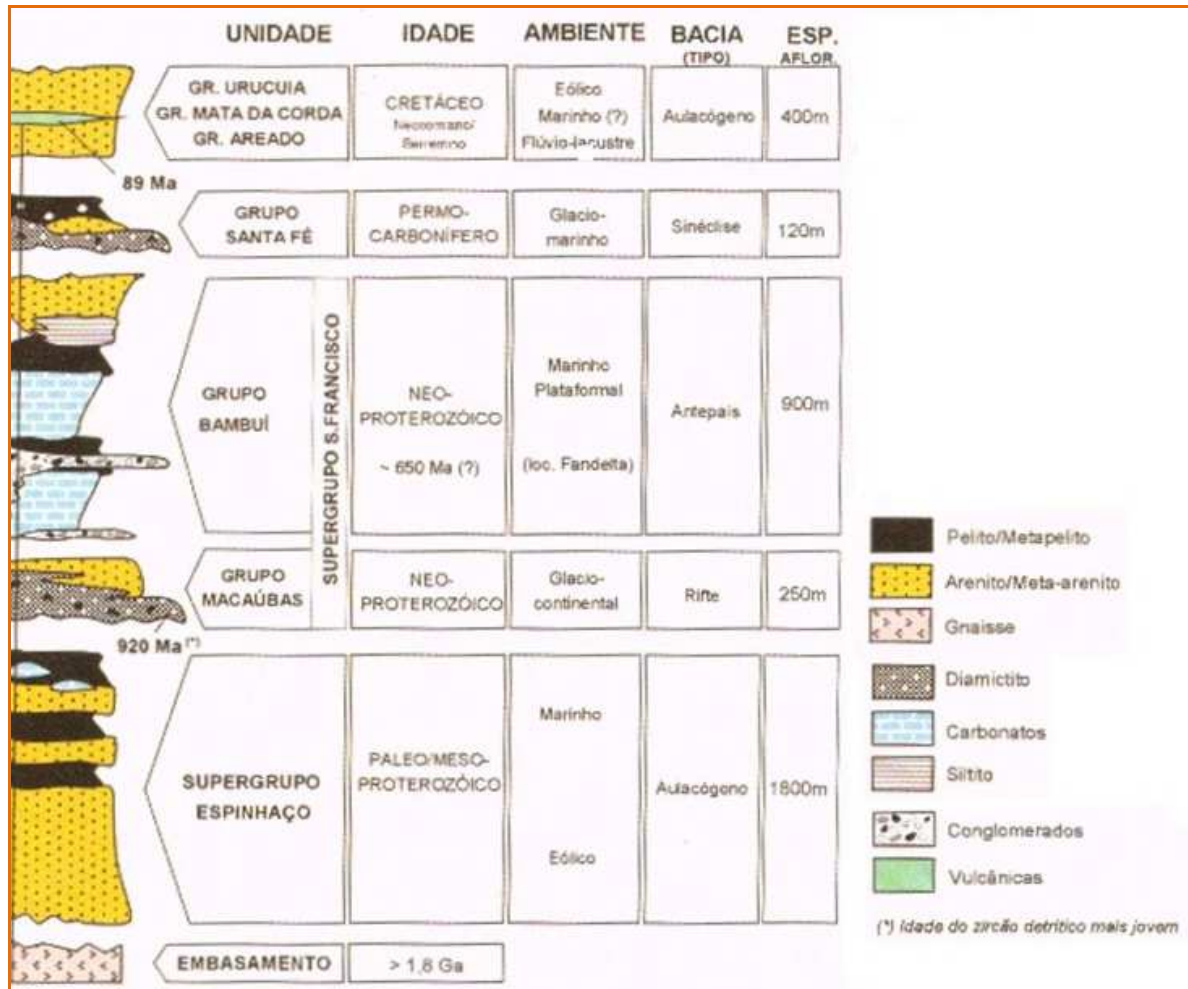 UNIDADE IDADE AMBIENTE BACIA (TIPO) ESP. AFLOR.
GR. URUCUIA
GR. MATA DA CORDA
GR. AREADO
CRETÁCEO
Eólico
Marinho (?)
Flúvio-lacustre
Aulacógeno
400m
89 Ma
GRUPO
SANTA FÉ
PERMO-
CARBONÍFERO
Glacio-
marinho
Sinéclise
120m
GRUPO
BAMBUÍ
SUPERGRUPO S.FRANCISCO
NEO-
PROTEROZÓICO
~ 650 Ma (?)
Marinho
Plataformal
(loc. Fandelta)
Antepaís
900m
GRUPO
MACAÚBAS
NEO-
PROTEROZÓICO
Glacio-
continental
Rifte
250m
920 Ma(*)
SUPERGRUPO
ESPINHAÇO
PALEO/MESO-
PROTEROZÓICO
Marinho
Eólico
Aulacógeno
1800m
EMBASAMENTO
> 1,8 Ga
Pelito/Metapelito
Arenito/Meta-arenito
Gnaisse
Diamictito
Carbonatos
Siltito
Conglomerados
Vulcânicas
(*) Idade do zircão detrítico mais jovem